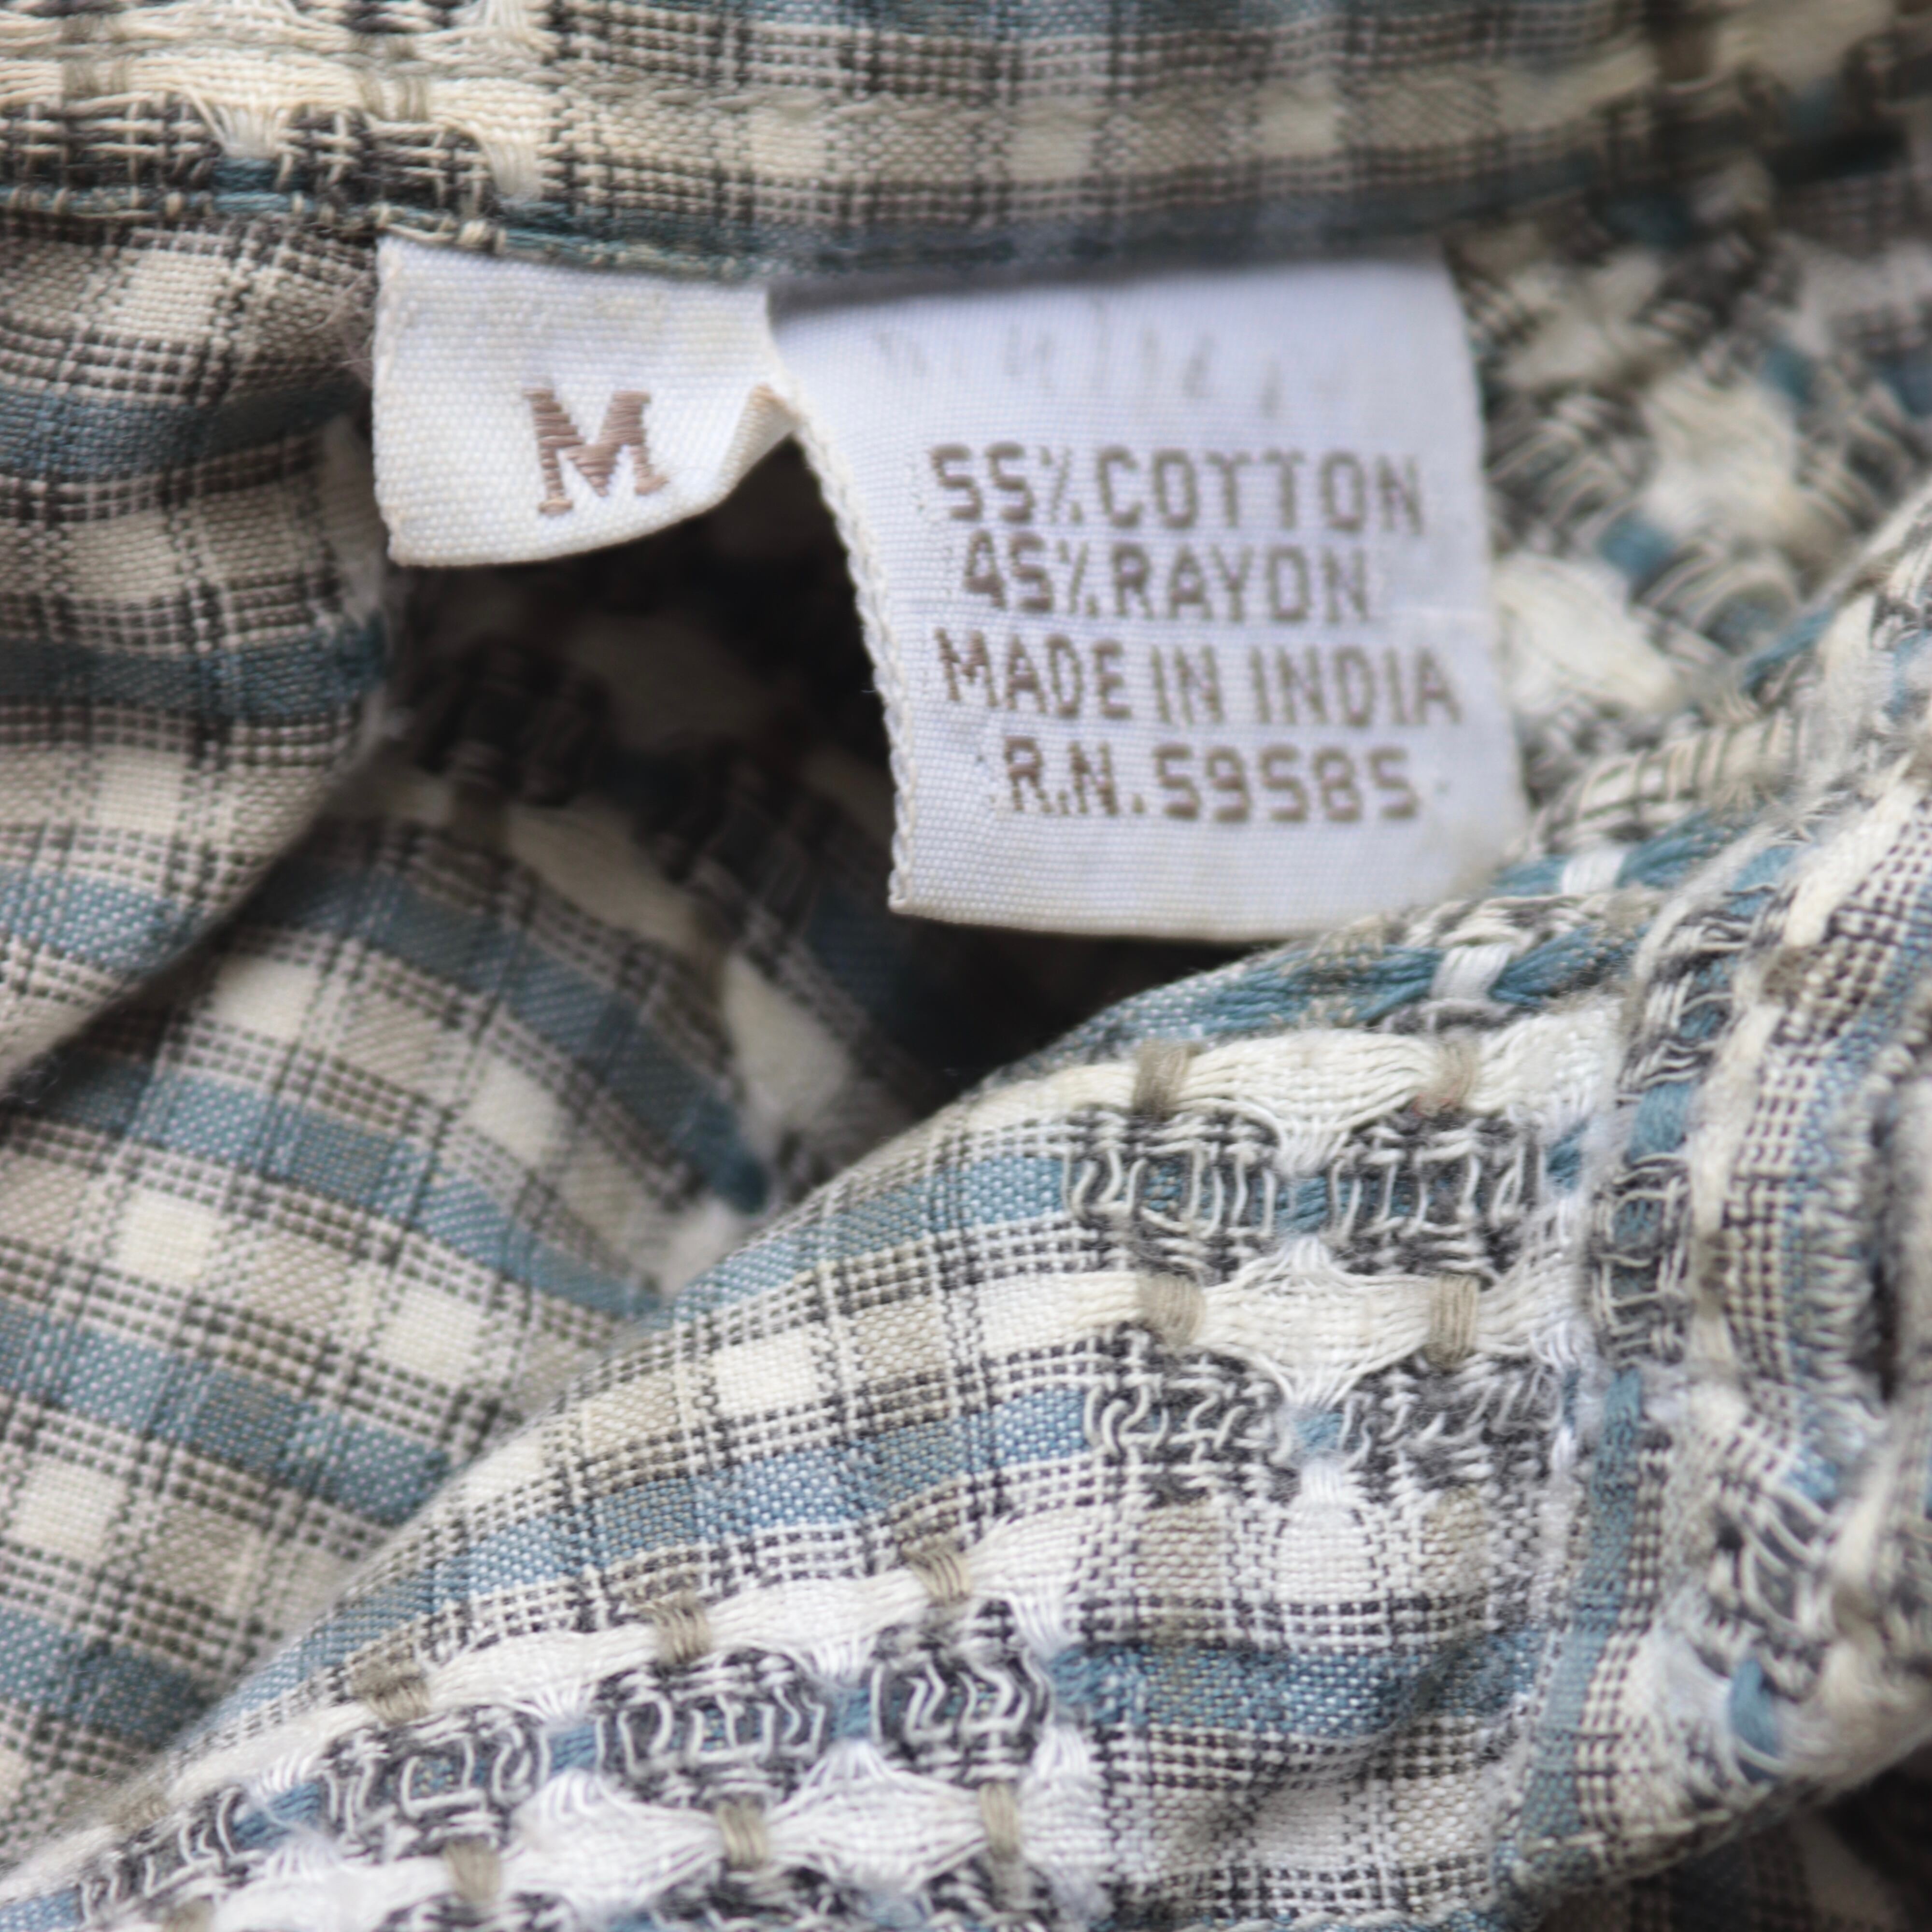 M
55% COTTON
45% RAYON
MADE IN INDIA
R.N. 59585